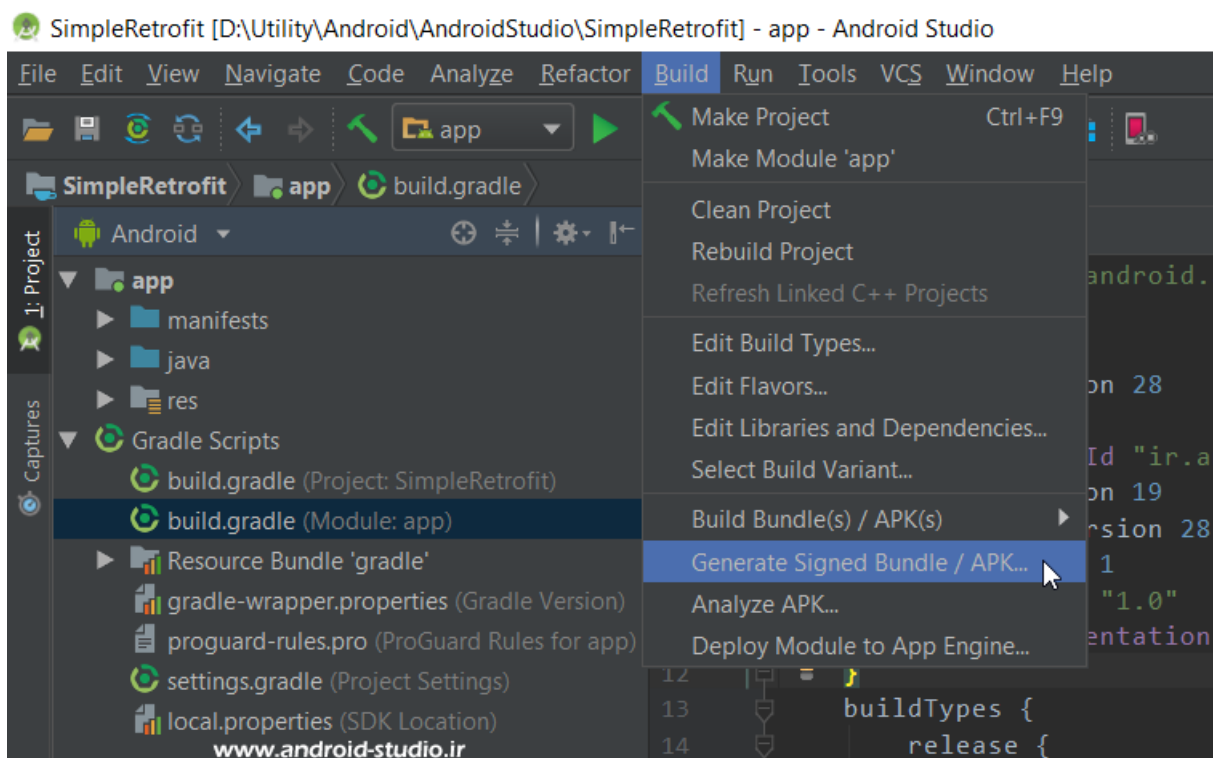 SimpleRetrofit [D:\Utility\Android\AndroidStudio\SimpleRetrofit] - app - Android Studio
File Edit View Navigate Code Analyze Refactor Build Run Tools VCS Window Help
app
SimpleRetrofit app build.gradle
1: Project
Captures
Android
app
manifests
java
res
Gradle Scripts
build.gradle (Project: SimpleRetrofit)
build.gradle (Module: app)
Resource Bundle 'gradle'
gradle-wrapper.properties (Gradle Version)
proguard-rules.pro (ProGuard Rules for app)
settings.gradle (Project Settings)
local.properties (SDK Location)
www.android-studio.ir
Make Project Ctrl+F9
Make Module 'app'
Clean Project
Rebuild Project
Refresh Linked C++ Projects
Edit Build Types...
Edit Flavors...
Edit Libraries and Dependencies...
Select Build Variant...
Build Bundle(s) / APK(s)
Generate Signed Bundle / APK...
Analyze APK...
Deploy Module to App Engine...
android.
on 28
Id "ir.a
on 19
rsion 28
1
"1.0"
entation
12 }
13 buildTypes {
14 release {